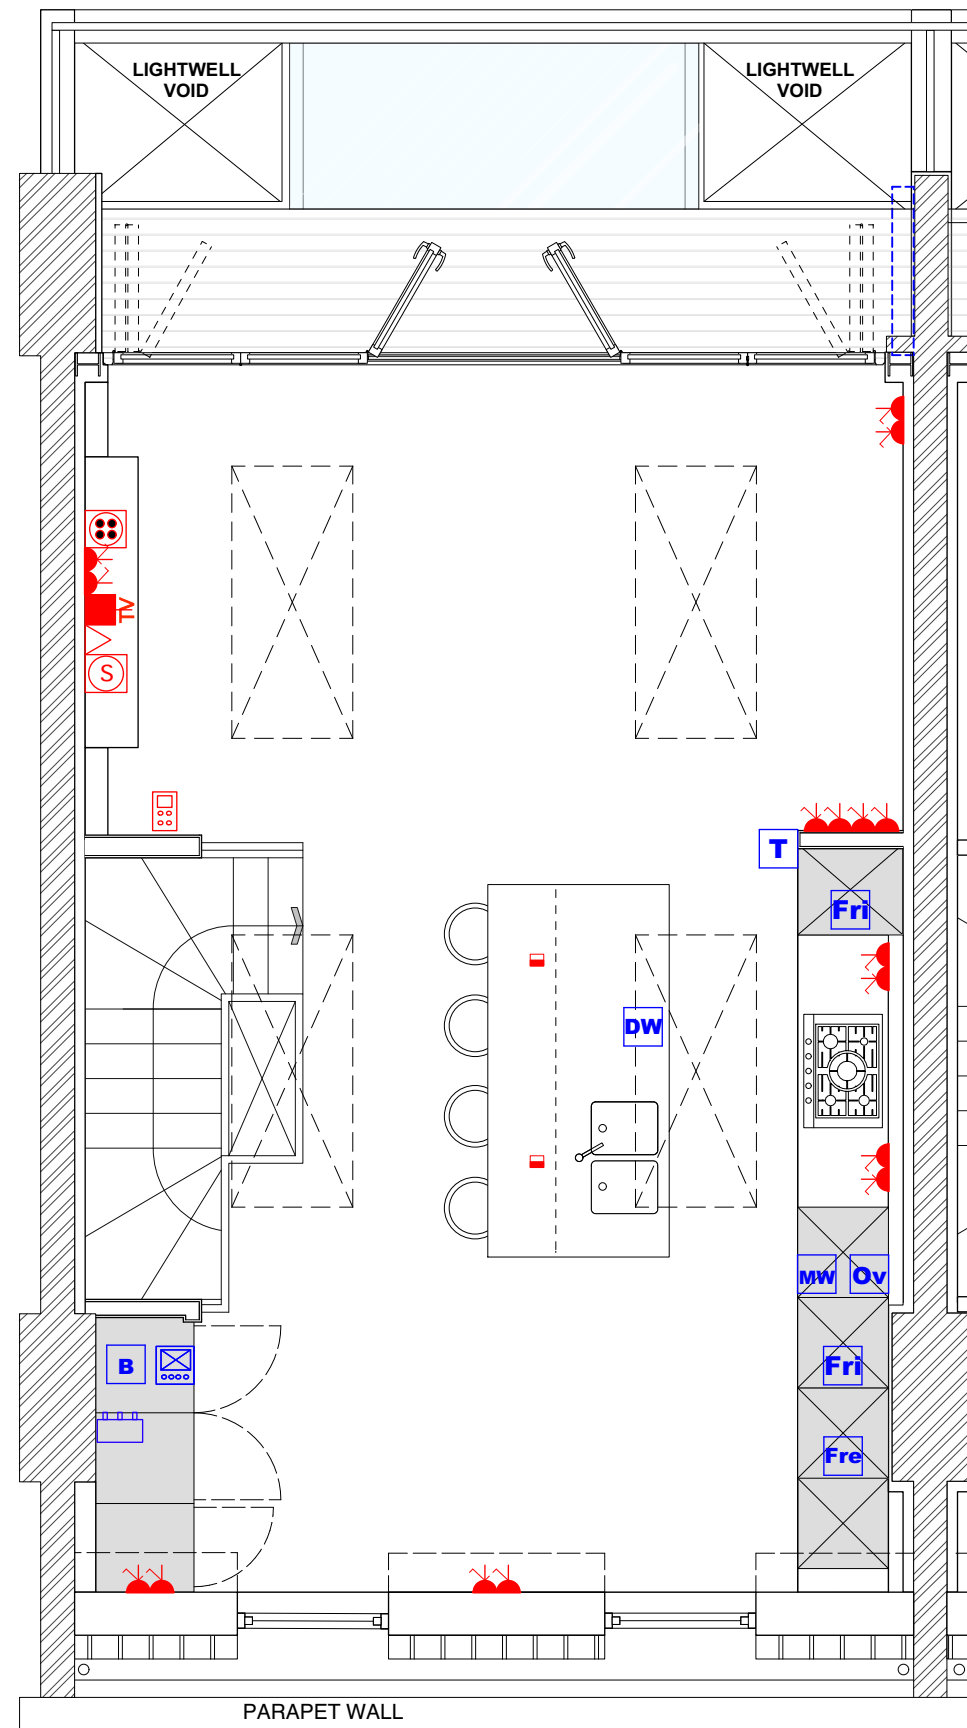 LIGHTWELL
VOID
LIGHTWELL
VOID
TV
S
T
Fri
DW
MW
Ov
B
Fri
Fre
PARAPET WALL